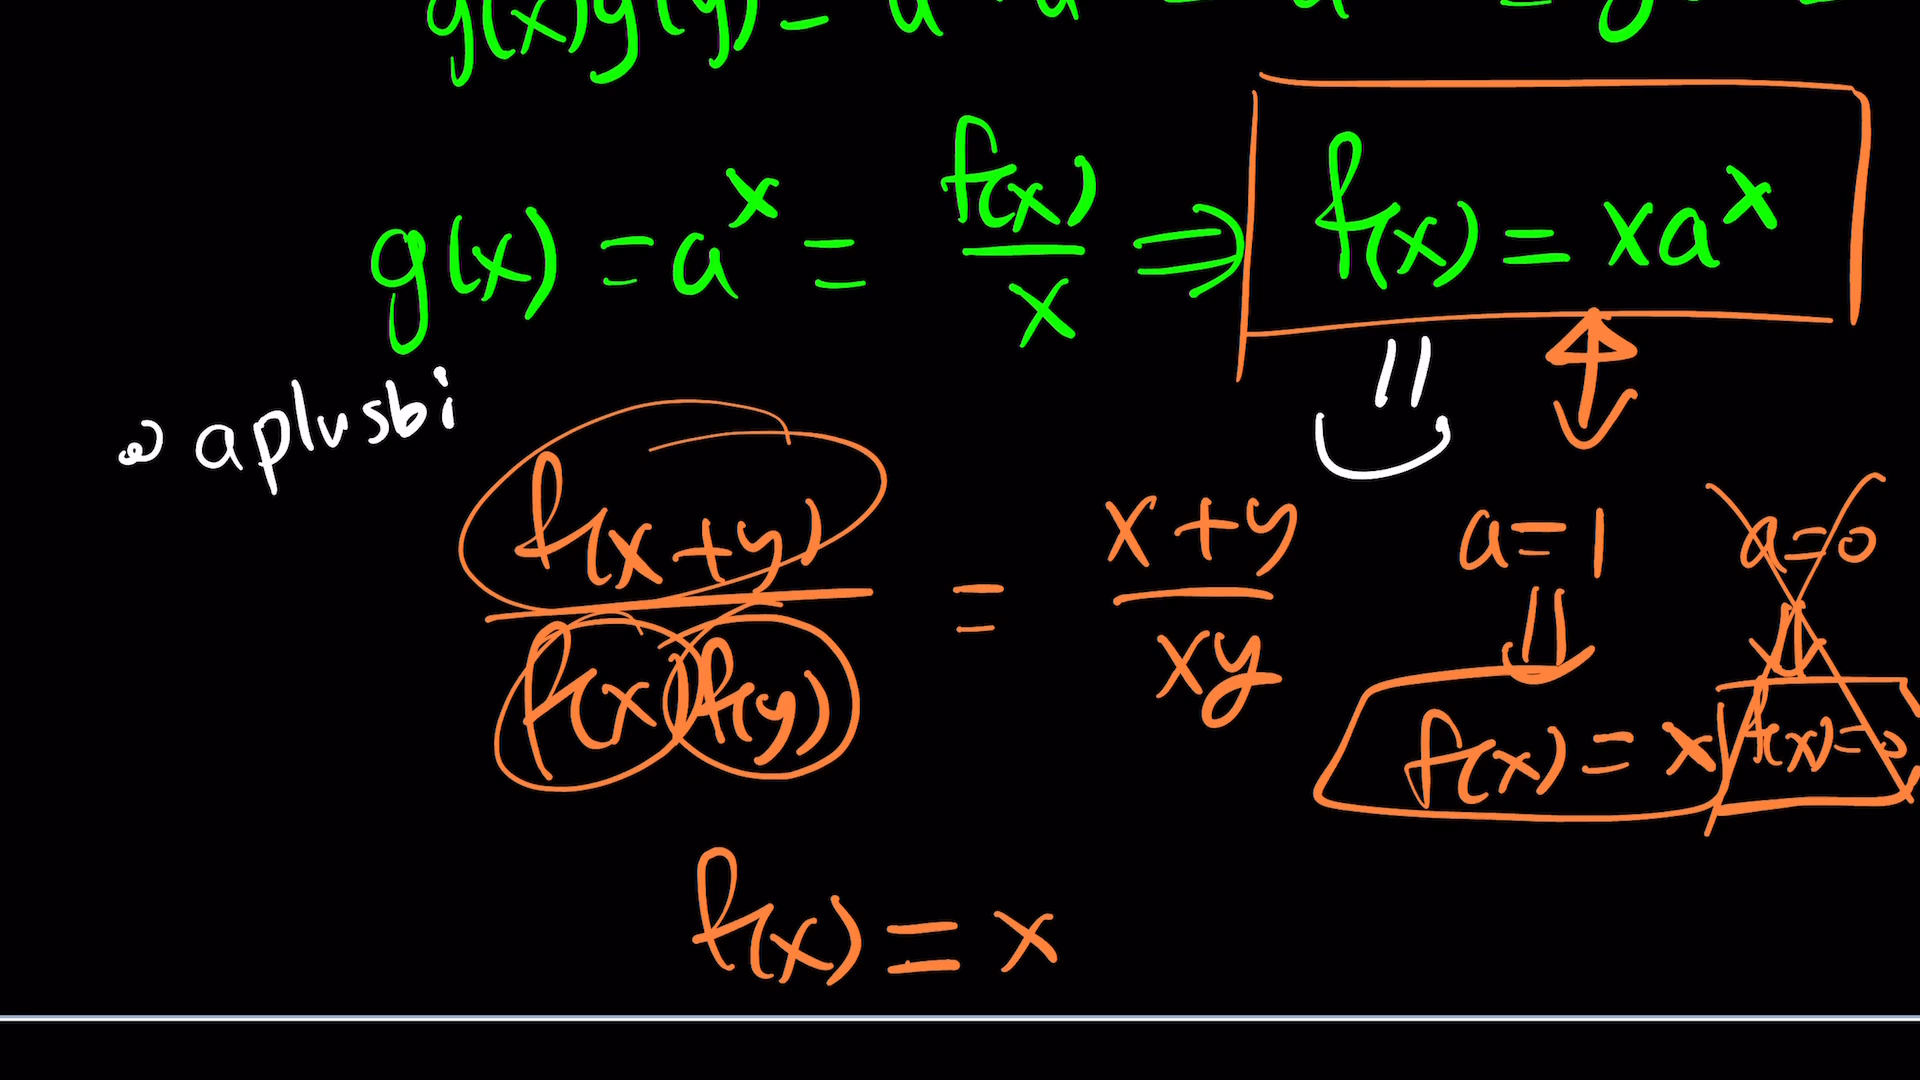 g(x)g(y) =
g(x) = a^x = f(x)/x ⇒ f(x) = xa^x
@ aplusbi
f(x+y)/(f(x)f(y)) = (x+y)/(xy)
a=1 a=0
f(x) = x f(x)=0
f(x) = x